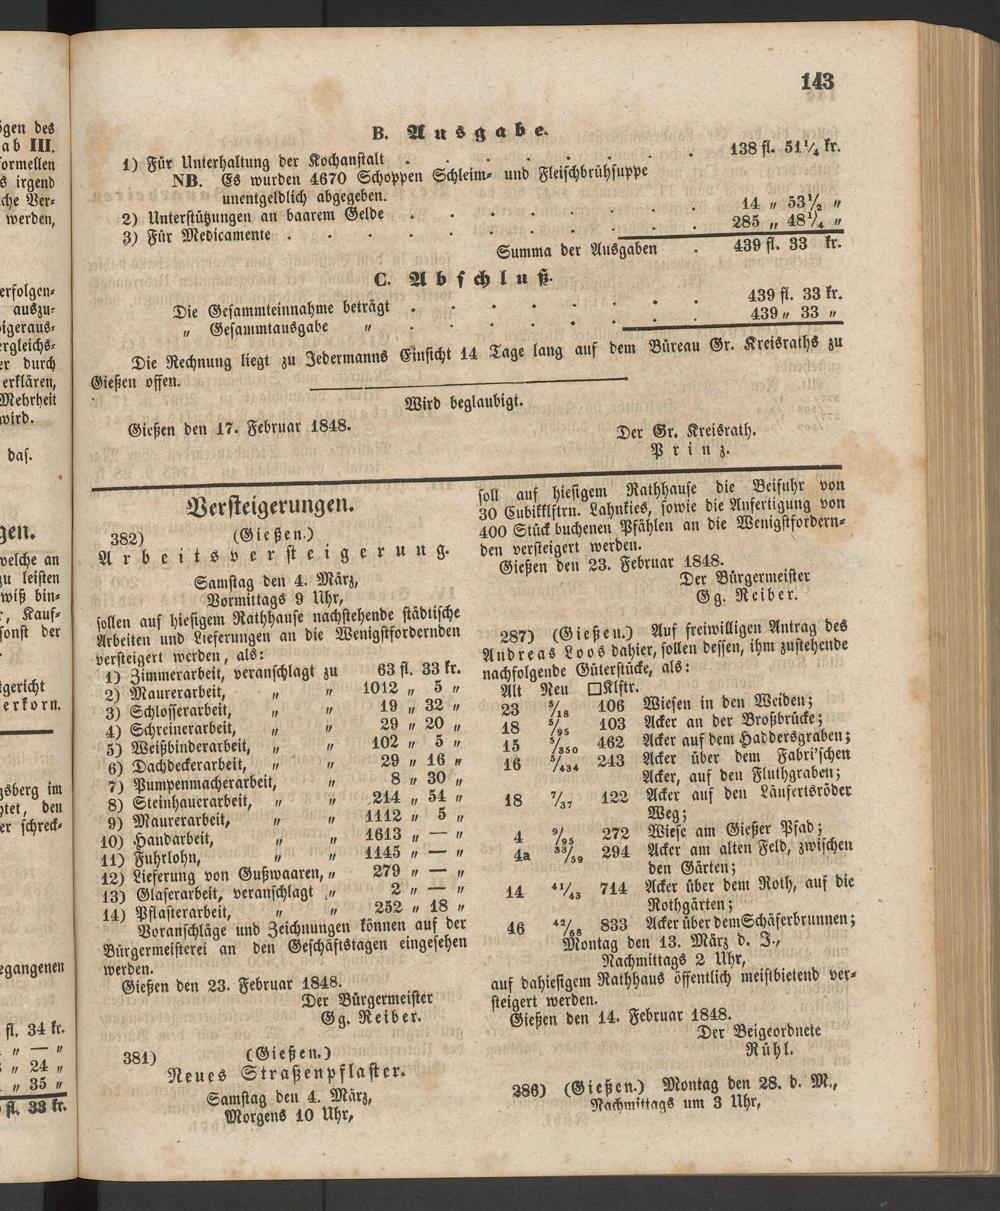 143
B. Ausgabe.
1) Für Unterhaltung der Kochanstalt . . . . . . . 138 fl. 51¼ kr.
NB. Es wurden 4670 Schoppen Schleim- und Fleischbrühsuppe
unentgeldlich abgegeben.
2) Unterstützungen an baarem Gelde . . . . . . . 14 „ 53½ „
3) Für Medicamente . . . . . . . . . 285 „ 48¼ „
Summa der Ausgaben . 439 fl. 33 kr.
C. Abschluß.
Die Gesammteinnahme beträgt . . . . . . . 439 fl. 33 kr.
„ Gesammtausgabe „ . . . . . . . 439 „ 33 „
Die Rechnung liegt zu Jedermanns Einsicht 14 Tage lang auf dem Büreau Gr. Kreisraths zu
Gießen offen.
Wird beglaubigt.
Gießen den 17. Februar 1848.
Der Gr. Kreisrath.
Prinz.
Versteigerungen.
382) (Gießen.)
Arbeitsversteigerung.
Samstag den 4. März,
Vormittags 9 Uhr,
sollen auf hiesigem Rathhause nachstehende städtische
Arbeiten und Lieferungen an die Wenigstfordernden
versteigert werden, als:
1) Zimmerarbeit, veranschlagt zu 63 fl. 33 kr.
2) Maurerarbeit, „ „ 1012 „ 5 „
3) Schlosserarbeit, „ „ 19 „ 32 „
4) Schreinerarbeit, „ „ 29 „ 20 „
5) Weißbinderarbeit, „ „ 102 „ 5 „
6) Dachdeckerarbeit, „ „ 29 „ 16 „
7) Pumpenmacherarbeit, „ 8 „ 30 „
8) Steinhauerarbeit, „ „ 214 „ 54 „
9) Maurerarbeit, „ „ 1112 „ 5 „
10) Handarbeit, „ „ 1613 „ — „
11) Fuhrlohn, „ „ 1145 „ — „
12) Lieferung von Gußwaaren, „ 279 „ — „
13) Glaserarbeit, veranschlagt „ 2 „ — „
14) Pflasterarbeit, „ „ 252 „ 18 „
Voranschläge und Zeichnungen können auf der
Bürgermeisterei an den Geschäftstagen eingesehen
werden.
Gießen den 23. Februar 1848.
Der Bürgermeister
Gg. Reiber.
381) (Gießen.)
Neues Straßenpflaster.
Samstag den 4. März,
Morgens 10 Uhr,
soll auf hiesigem Rathhause die Beifuhr von
30 Cubikklftrn. Lahnkies, sowie die Anfertigung von
400 Stück buchenen Pfählen an die Wenigstfordern-
den versteigert werden.
Gießen den 23. Februar 1848.
Der Bürgermeister
Gg. Reiber.
287) (Gießen.) Auf freiwilligen Antrag des
Andreas Loos dahier, sollen dessen, ihm zustehende
nachfolgende Güterstücke, als:
Alt Neu □Klftr.
23 5/18 106 Wiesen in den Weiden;
18 5/95 103 Acker an der Broßbrücke;
15 5/350 462 Acker auf dem Haddersgraben;
16 5/434 243 Acker über dem Fabri'schen
Acker, auf den Fluthgraben;
18 7/37 122 Acker auf den Läufertsröder
Weg;
4 9/95 272 Wiese am Gießer Pfad;
4a 33/59 294 Acker am alten Feld, zwischen
den Gärten;
14 41/43 714 Acker über dem Roth, auf die
Rothgärten;
46 42/68 833 Acker über dem Schäferbrunnen;
Montag den 13. März d. J.,
Nachmittags 2 Uhr,
auf dahiesigem Rathhaus öffentlich meistbietend ver-
steigert werden.
Gießen den 14. Februar 1848.
Der Beigeordnete
Rühl.
286) (Gießen.) Montag den 28. d. M.,
Nachmittags um 3 Uhr,